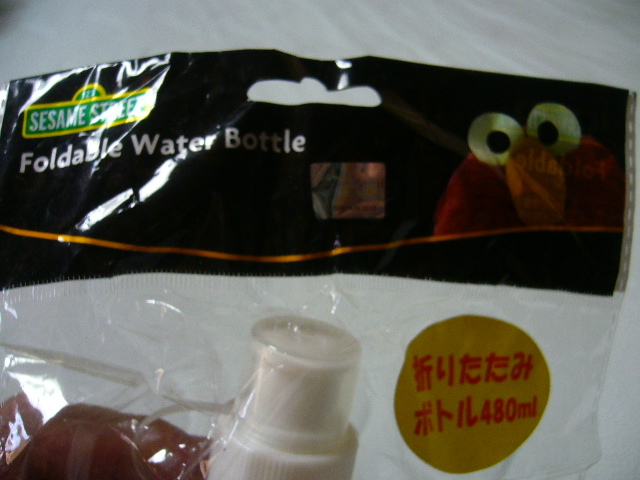 SESAME STREET
Foldable Water Bottle
折りたたみ
ボトル480ml